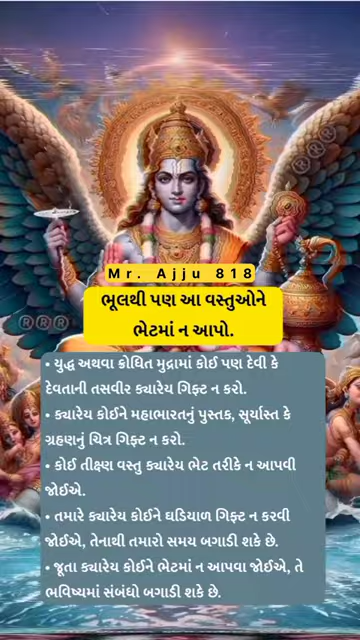 Mr. Ajju 818
ભૂલથી પણ આ વસ્તુઓને
ભેટમાં ન આપો.
• યુદ્ધ અથવા ક્રોધિત મુદ્રામાં કોઈ પણ દેવી કે
દેવતાની તસવીર ક્યારેય ગિફ્ટ ન કરો.
• ક્યારેય કોઈને મહાભારતનું પુસ્તક, સૂર્યાસ્ત કે
ગ્રહણનું ચિત્ર ગિફ્ટ ન કરો.
• કોઈ તીક્ષ્ણ વસ્તુ ક્યારેય ભેટ તરીકે ન આપવી
જોઈએ.
• તમારે ક્યારેય કોઈને ઘડિયાળ ગિફ્ટ ન કરવી
જોઈએ, તેનાથી તમારો સમય બગાડી શકે છે.
• જૂતા ક્યારેય કોઈને ભેટમાં ન આપવા જોઈએ, તે
ભવિષ્યમાં સંબંધો બગાડી શકે છે.
®®®
®®®